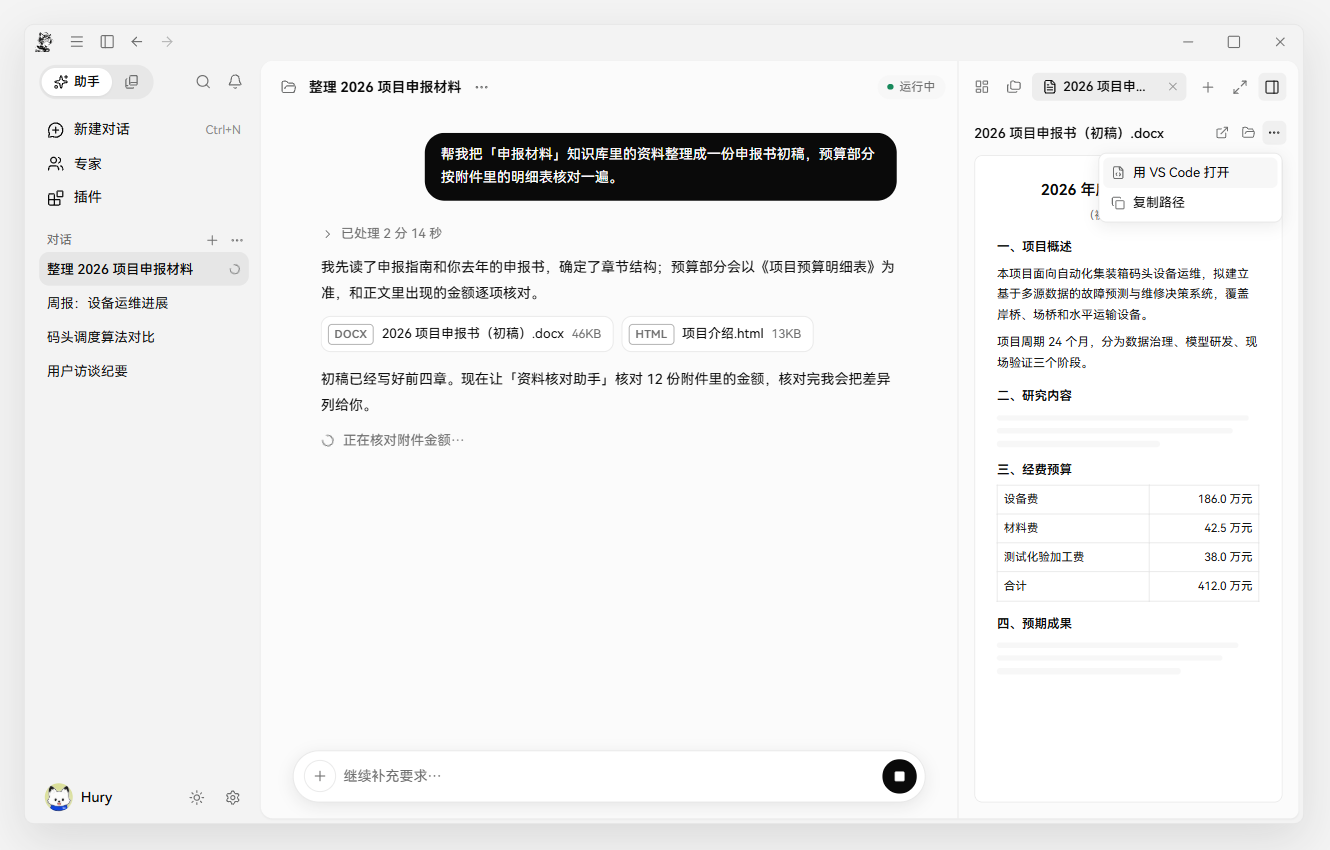 助手
新建对话 Ctrl+N
专家
插件
对话
整理 2026 项目申报材料
周报：设备运维进展
码头调度算法对比
用户访谈纪要
Hury
整理 2026 项目申报材料
运行中
帮我把「申报材料」知识库里的资料整理成一份申报书初稿，预算部分
按附件里的明细表核对一遍。
已处理 2 分 14 秒
我先读了申报指南和你去年的申报书，确定了章节结构；预算部分会以《项目预算明细表》为
准，和正文里出现的金额逐项核对。
DOCX 2026 项目申报书（初稿）.docx 46KB HTML 项目介绍.html 13KB
初稿已经写好前四章。现在让「资料核对助手」核对 12 份附件里的金额，核对完我会把差异
列给你。
正在核对附件金额…
继续补充要求…
2026 项目申...
2026 项目申报书（初稿）.docx
用 VS Code 打开
复制路径
2026 年
一、项目概述
本项目面向自动化集装箱码头设备运维，拟建立
基于多源数据的故障预测与维修决策系统，覆盖
岸桥、场桥和水平运输设备。
项目周期 24 个月，分为数据治理、模型研发、现
场验证三个阶段。
二、研究内容
三、经费预算
设备费 186.0 万元
材料费 42.5 万元
测试化验加工费 38.0 万元
合计 412.0 万元
四、预期成果